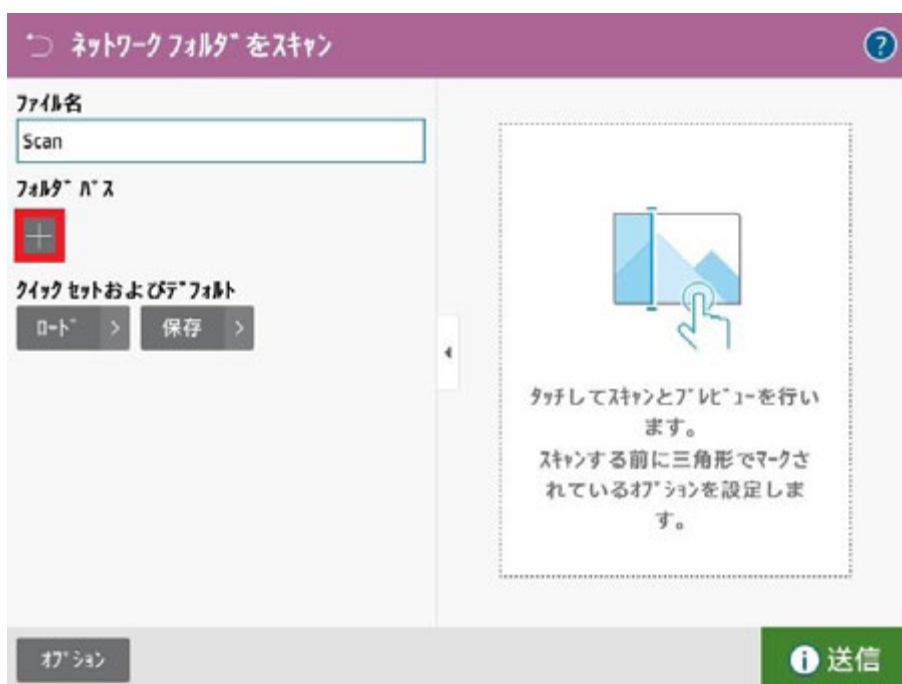 ﾈｯﾄﾜｰｸ ﾌｫﾙﾀﾞをｽｷｬﾝ
ﾌｧｲﾙ名
Scan
ﾌｫﾙﾀﾞ ﾊﾟｽ
ｸｲｯｸ ｾｯﾄおよびﾃﾞﾌｫﾙﾄ
ﾛｰﾄﾞ
保存
ﾀｯﾁしてｽｷｬﾝとﾌﾟﾚﾋﾞｭｰを行い
ます。
ｽｷｬﾝする前に三角形でﾏｰｸさ
れているｵﾌﾟｼｮﾝを設定しま
す。
ｵﾌﾟｼｮﾝ
送信